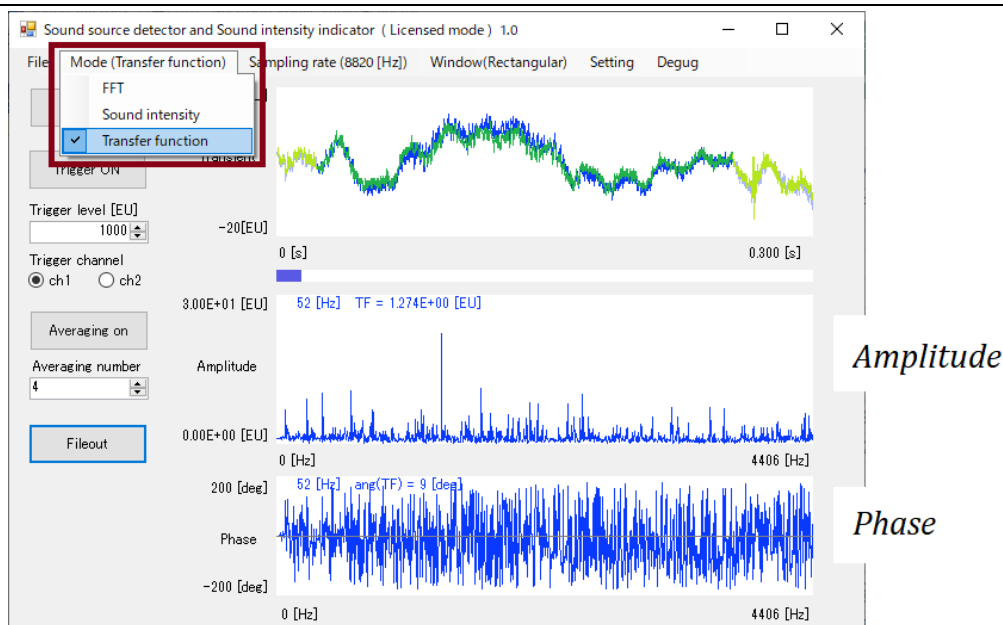 Sound source detector and Sound intensity indicator ( Licensed mode ) 1.0
File Mode (Transfer function) Sampling rate (8820 [Hz]) Window(Rectangular) Setting Degug
FFT
Sound intensity
Transfer function
Transient
Trigger ON
Trigger level [EU]
1000
-20[EU]
0 [s]
0.300 [s]
Trigger channel
ch1 ch2
3.00E+01 [EU]
52 [Hz] TF = 1.274E+00 [EU]
Averaging on
Amplitude
Amplitude
Averaging number
4
Fileout
0.00E+00 [EU]
0 [Hz]
4406 [Hz]
200 [deg]
52 [Hz] ang(TF) = 9 [deg]
Phase
Phase
-200 [deg]
0 [Hz]
4406 [Hz]